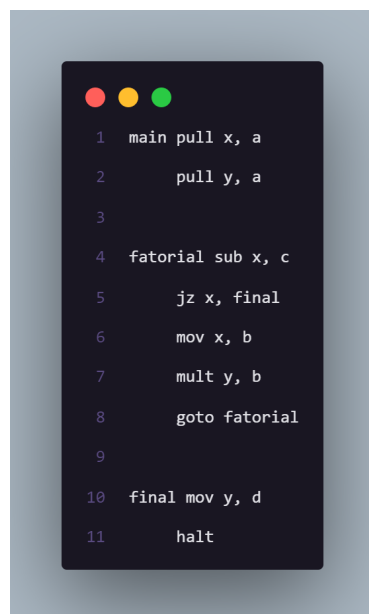 1 main pull x, a
2 pull y, a
3
4 fatorial sub x, c
5 jz x, final
6 mov x, b
7 mult y, b
8 goto fatorial
9
10 final mov y, d
11 halt